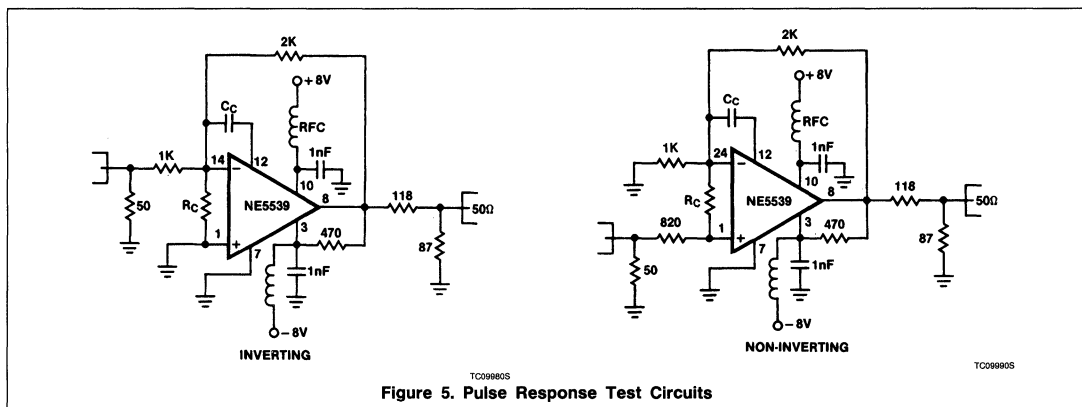 2K
+ 8V
CC
RFC
1nF
1K
14
−
12
10
50
RC
NE5539
8
118
50Ω
1
+
3
7
470
87
1nF
− 8V
INVERTING
TC09980S
2K
+ 8V
CC
RFC
1nF
1K
24
−
12
10
RC
NE5539
8
118
50Ω
820
1
+
3
7
470
87
50
1nF
− 8V
NON-INVERTING
TC09990S
Figure 5. Pulse Response Test Circuits